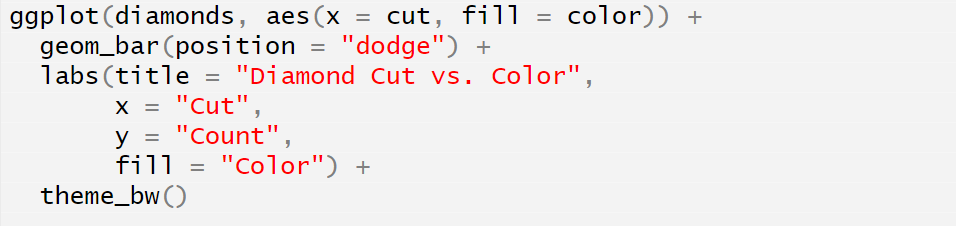 ggplot(diamonds, aes(x = cut, fill = color)) +
  geom_bar(position = "dodge") +
  labs(title = "Diamond Cut vs. Color",
       x = "Cut",
       y = "Count",
       fill = "Color") +
  theme_bw()